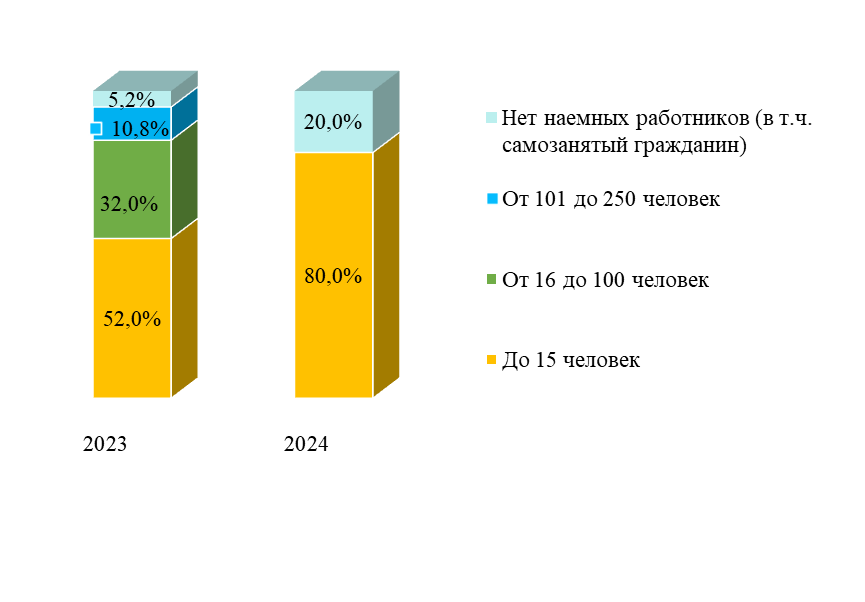 5,2%
10,8%
32,0%
52,0%
20,0%
80,0%
2023
2024
Нет наемных работников (в т.ч.
самозанятый гражданин)
От 101 до 250 человек
От 16 до 100 человек
До 15 человек